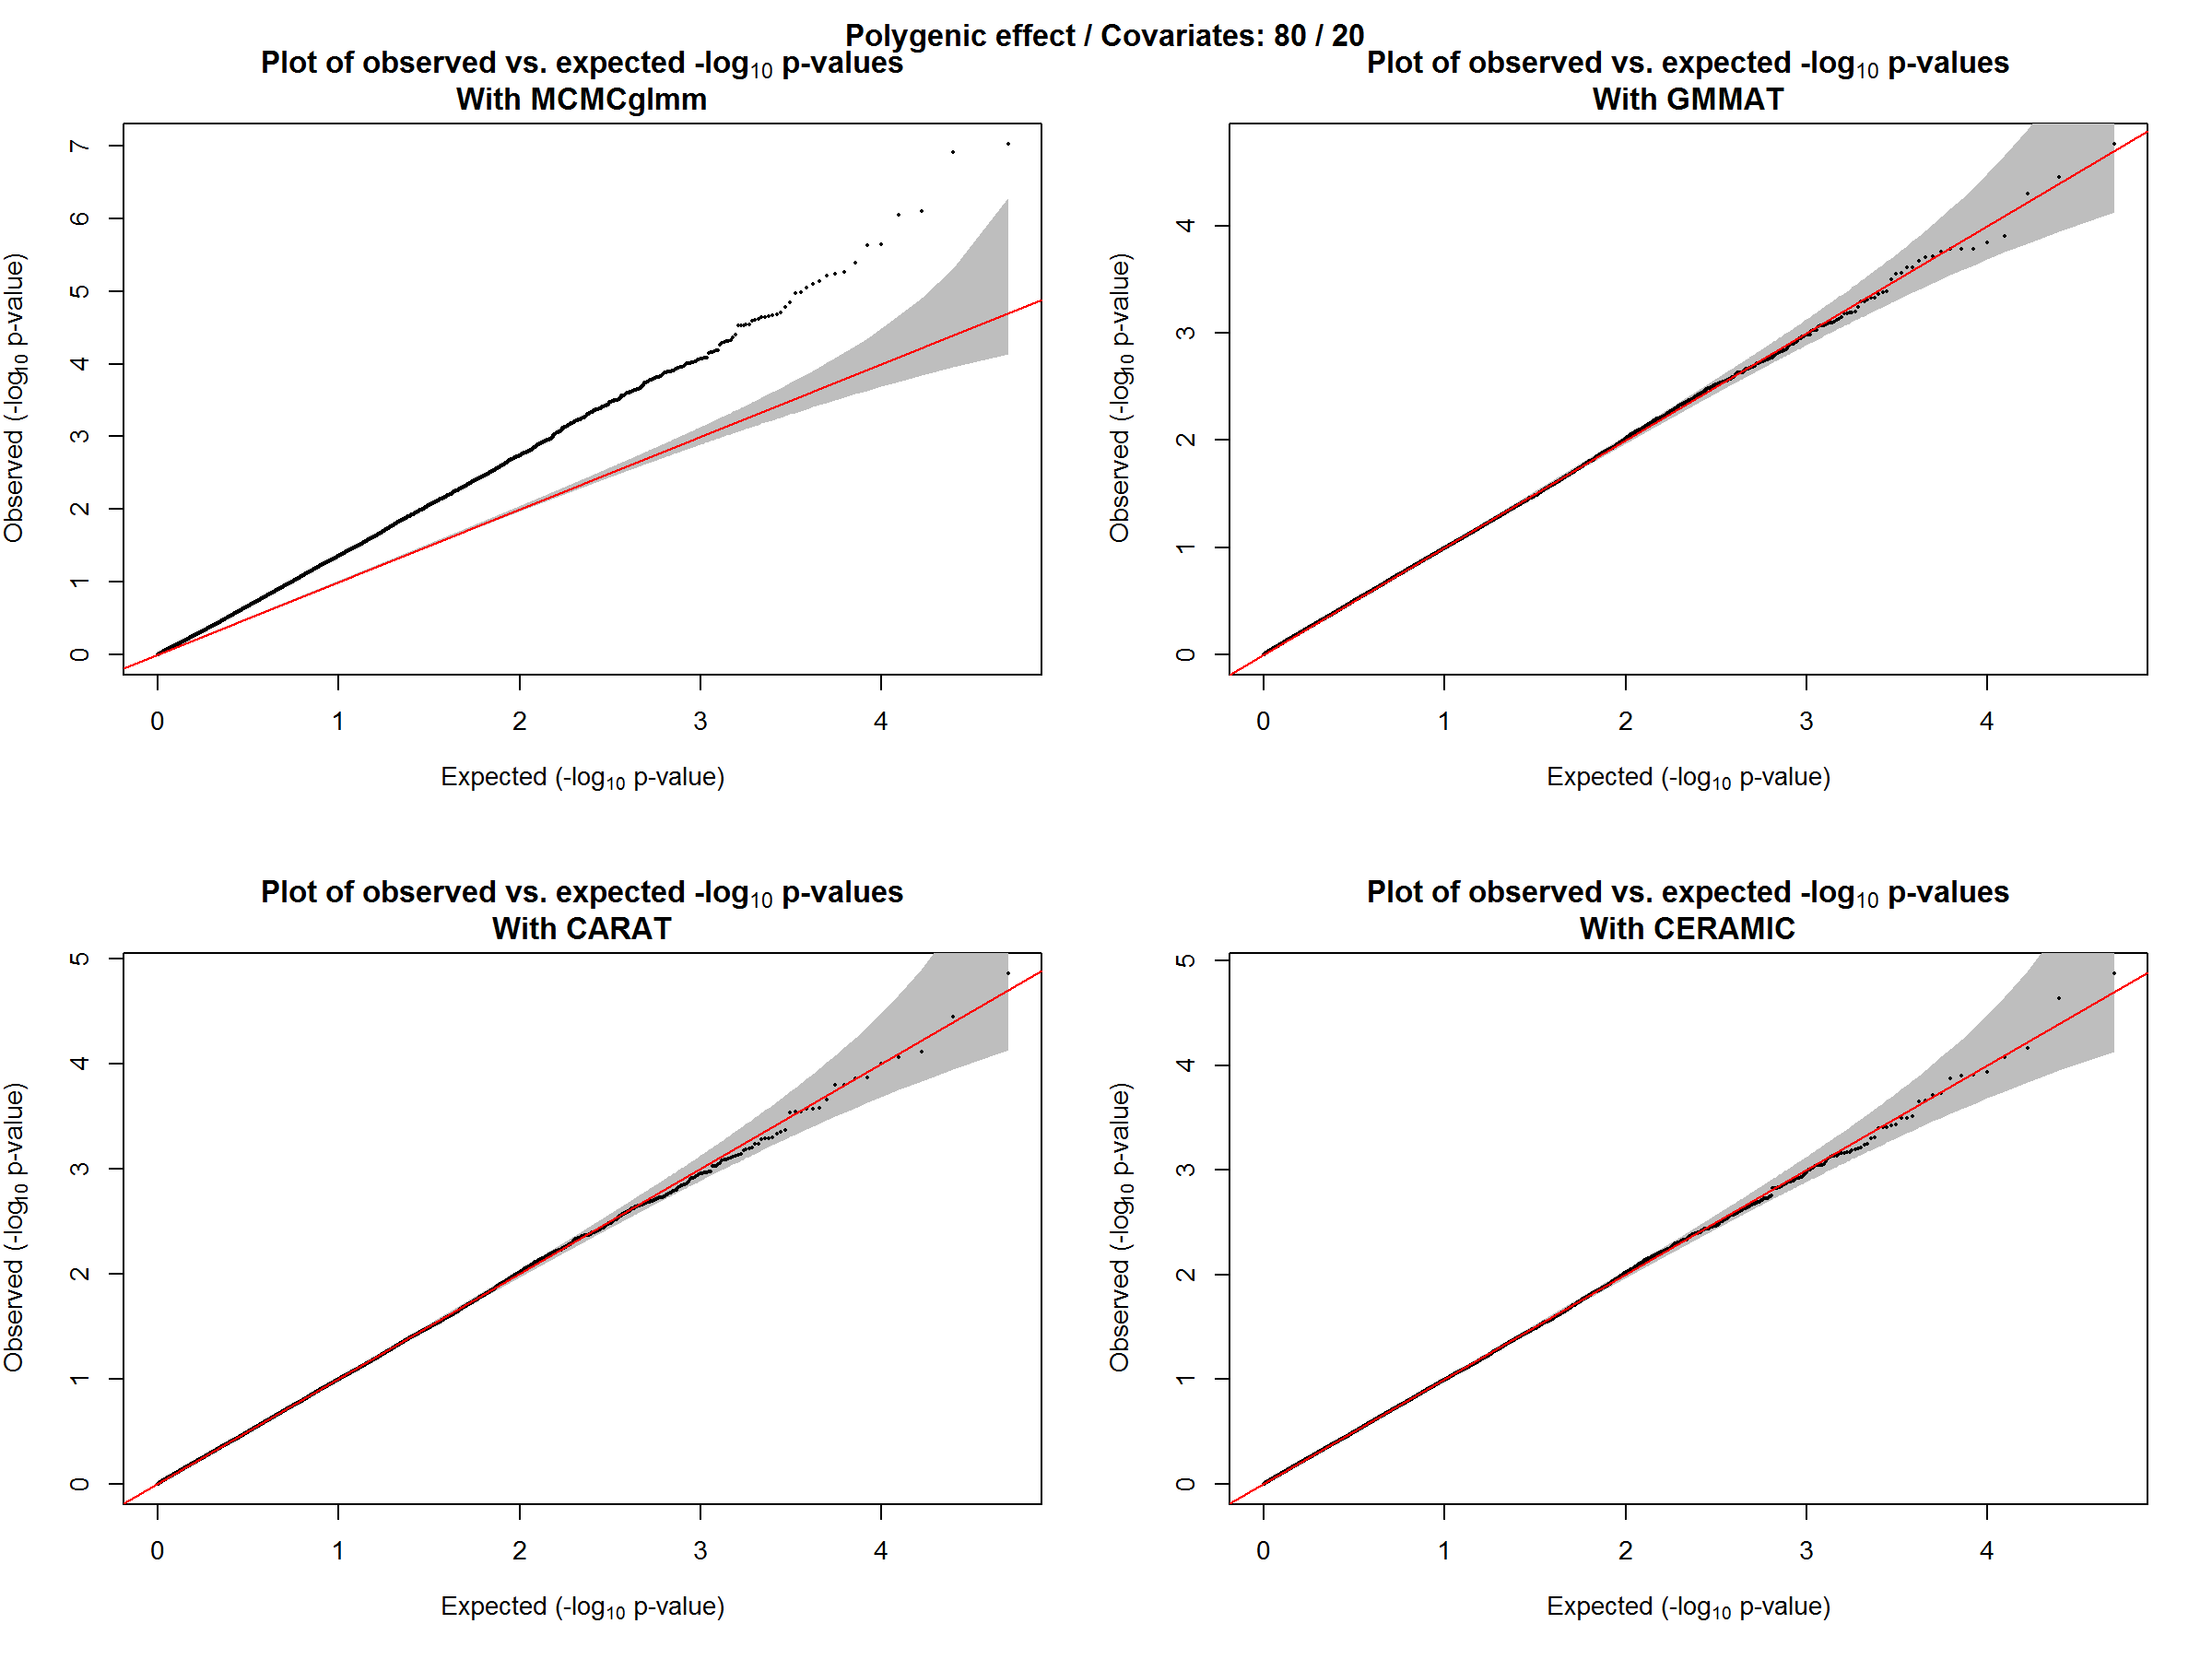 Polygenic effect / Covariates: 80 / 20
Plot of observed vs. expected -log10 p-values
With MCMCglmm
Observed (-log10 p-value)
7
6
5
4
3
2
1
0
0 1 2 3 4
Expected (-log10 p-value)
Plot of observed vs. expected -log10 p-values
With GMMAT
Observed (-log10 p-value)
4
3
2
1
0
0 1 2 3 4
Expected (-log10 p-value)
Plot of observed vs. expected -log10 p-values
With CARAT
Observed (-log10 p-value)
5
4
3
2
1
0
0 1 2 3 4
Expected (-log10 p-value)
Plot of observed vs. expected -log10 p-values
With CERAMIC
Observed (-log10 p-value)
5
4
3
2
1
0
0 1 2 3 4
Expected (-log10 p-value)